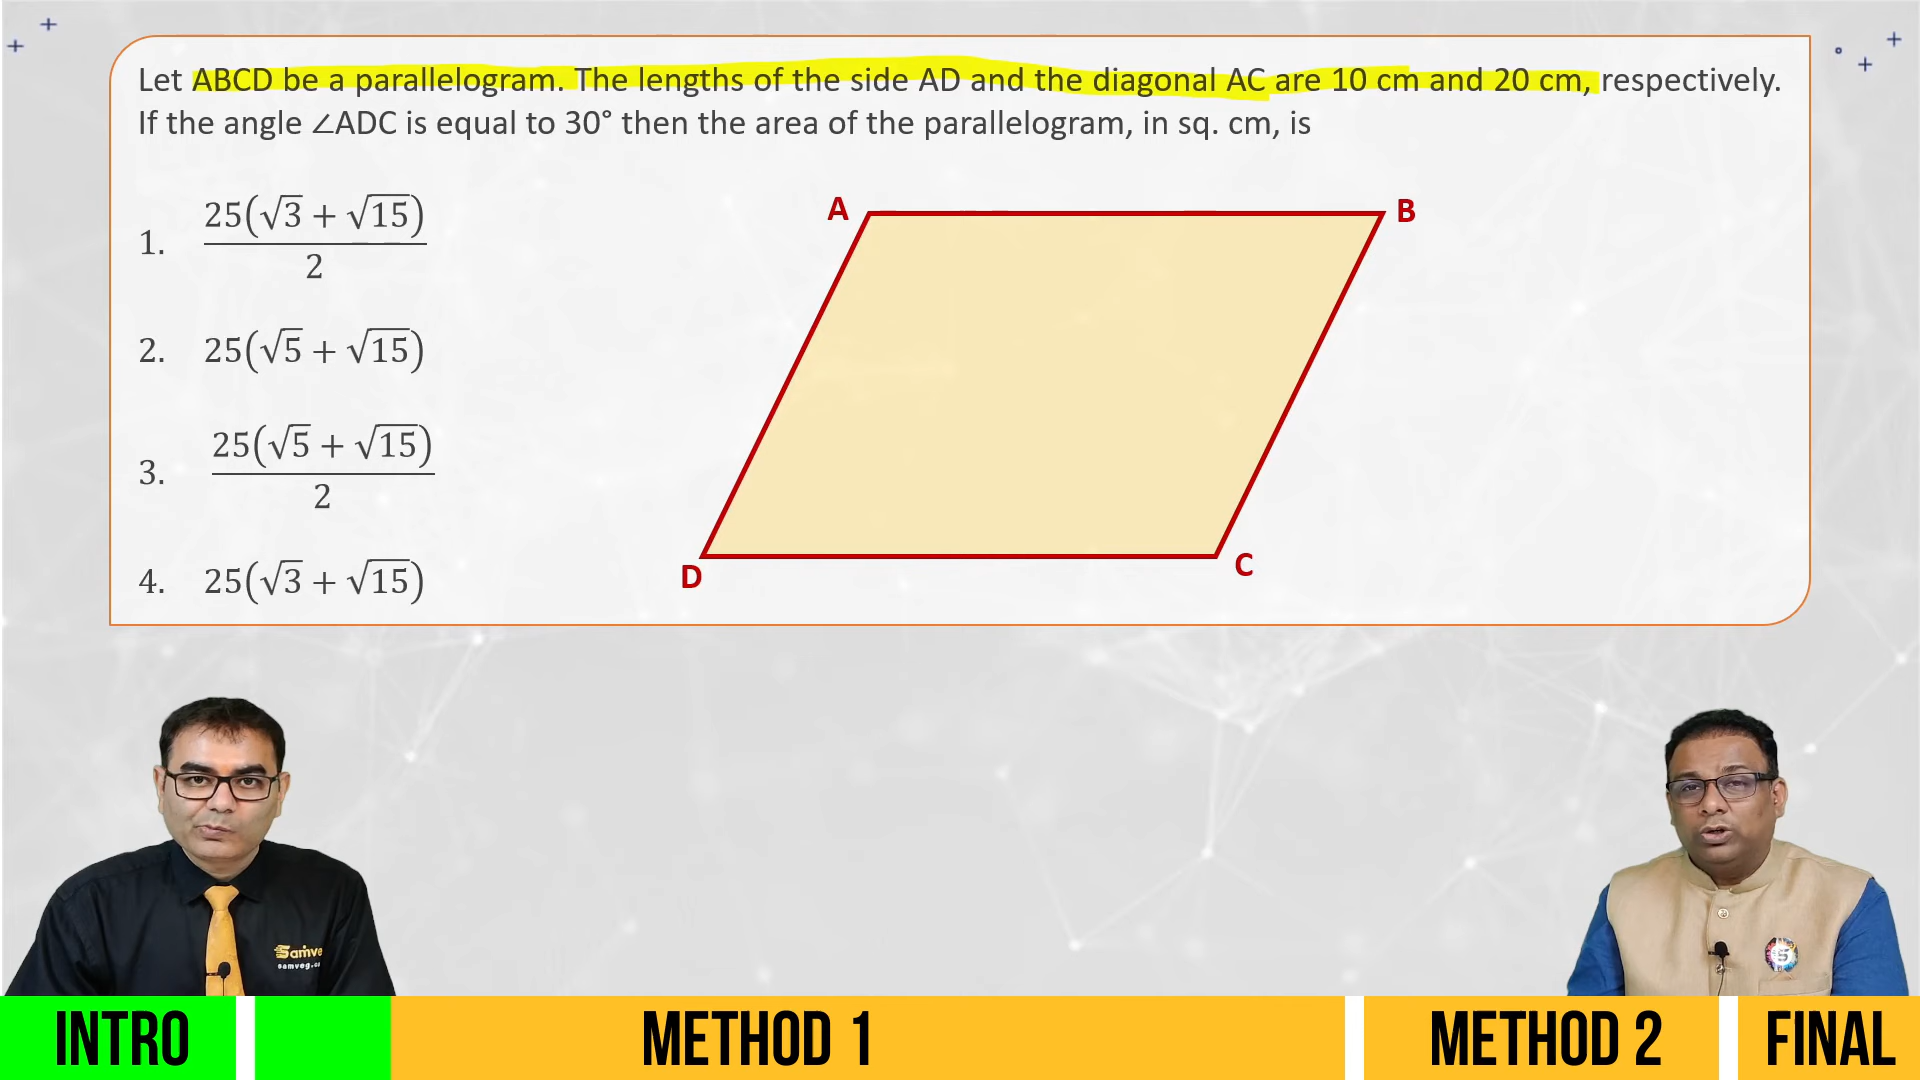 Let ABCD be a parallelogram. The lengths of the side AD and the diagonal AC are 10 cm and 20 cm, respectively.
If the angle ∠ADC is equal to 30° then the area of the parallelogram, in sq. cm, is
1. 25(√3 + √15)
2
2. 25(√5 + √15)
3. 25(√5 + √15)
2
4. 25(√3 + √15)
A
B
D
C
Samve
samveg.c
INTRO
METHOD 1
METHOD 2
FINAL